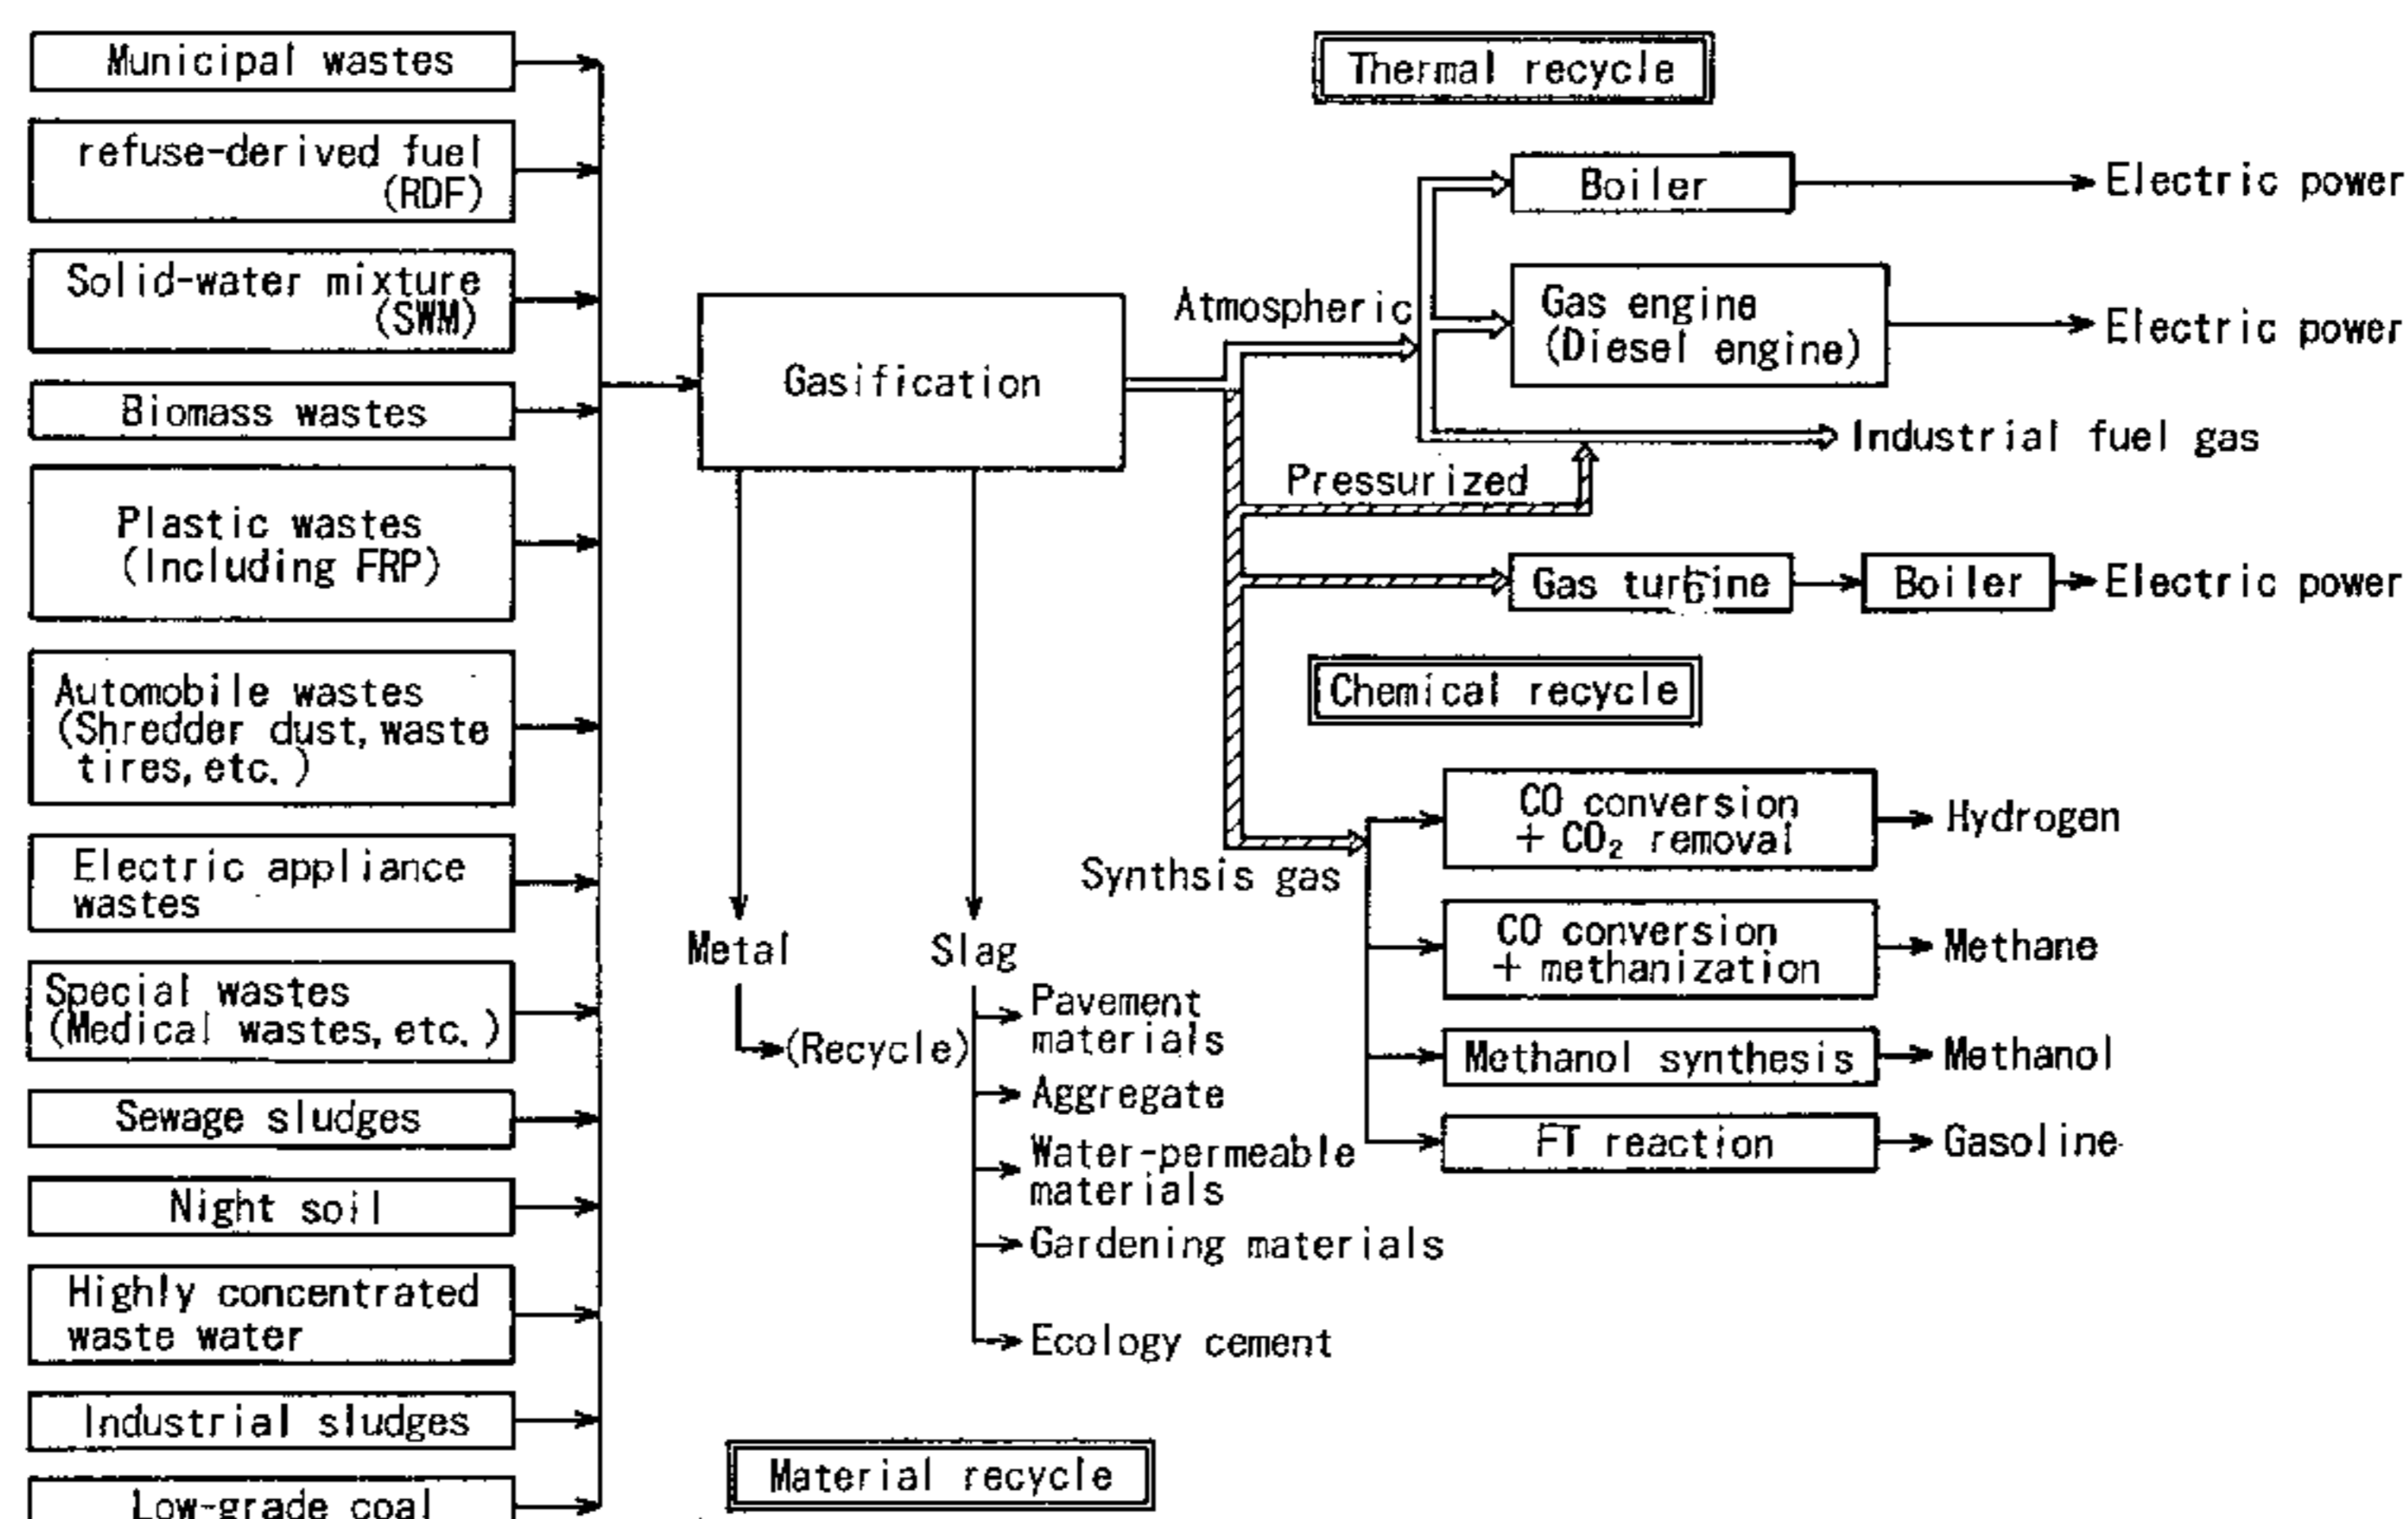 Municipal wastes
refuse-derived fuel
(RDF)
Solid-water mixture
(SWM)
Biomass wastes
Plastic wastes
(Including FRP)
Automobile wastes
(Shredder dust, waste
tires, etc.)
Electric appliance
wastes
Special wastes
(Medical wastes, etc.)
Sewage sludges
Night soil
Highly concentrated
waste water
Industrial sludges
Low-grade coal
Gasification
Metal
(Recycle)
Slag
Pavement
materials
Aggregate
Water-permeable
materials
Gardening materials
Ecology cement
Material recycle
Thermal recycle
Atmospheric
Boiler
Electric power
Gas engine
(Diesel engine)
Electric power
Industrial fuel gas
Pressurized
Gas turbine
Boiler
Electric power
Chemical recycle
Synthsis gas
CO conversion
+ CO₂ removal
Hydrogen
CO conversion
+ methanization
Methane
Methanol synthesis
Methanol
FT reaction
Gasoline